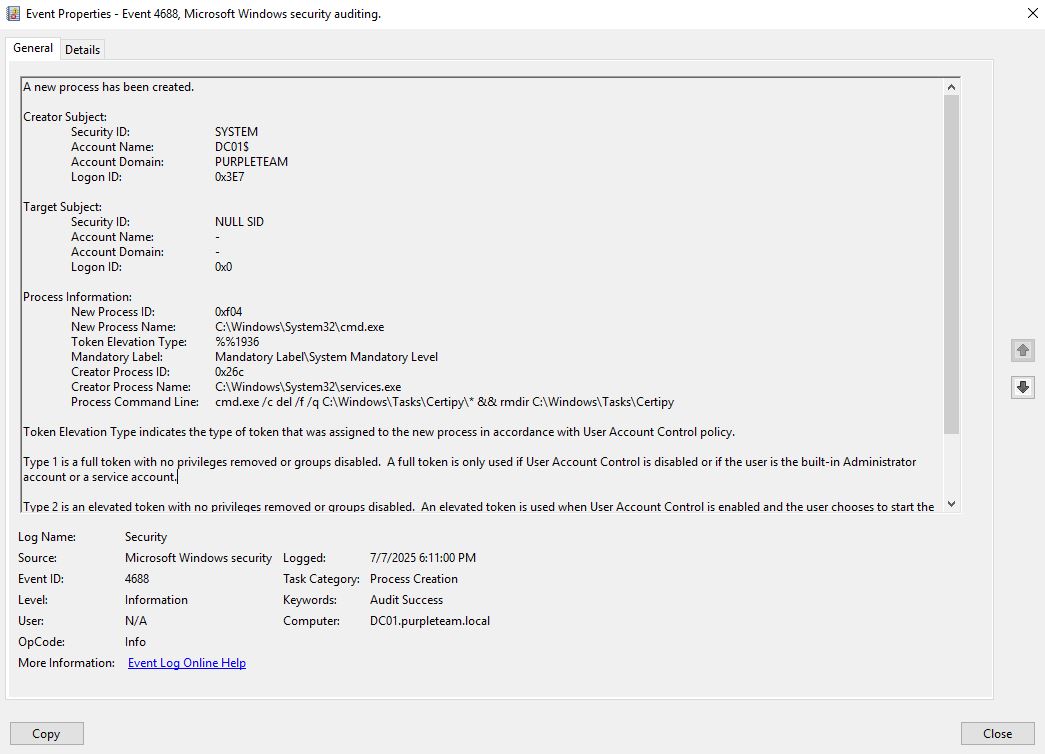 Event Properties - Event 4688, Microsoft Windows security auditing.
General Details
A new process has been created.
Creator Subject:
Security ID: SYSTEM
Account Name: DC01$
Account Domain: PURPLETEAM
Logon ID: 0x3E7
Target Subject:
Security ID: NULL SID
Account Name: -
Account Domain: -
Logon ID: 0x0
Process Information:
New Process ID: 0xf04
New Process Name: C:\Windows\System32\cmd.exe
Token Elevation Type: %%1936
Mandatory Label: Mandatory Label\System Mandatory Level
Creator Process ID: 0x26c
Creator Process Name: C:\Windows\System32\services.exe
Process Command Line: cmd.exe /c del /f /q C:\Windows\Tasks\Certipy\* && rmdir C:\Windows\Tasks\Certipy
Token Elevation Type indicates the type of token that was assigned to the new process in accordance with User Account Control policy.
Type 1 is a full token with no privileges removed or groups disabled.  A full token is only used if User Account Control is disabled or if the user is the built-in Administrator
account or a service account.
Type 2 is an elevated token with no privileges removed or groups disabled.  An elevated token is used when User Account Control is enabled and the user chooses to start the
Log Name: Security
Source: Microsoft Windows security Logged: 7/7/2025 6:11:00 PM
Event ID: 4688 Task Category: Process Creation
Level: Information Keywords: Audit Success
User: N/A Computer: DC01.purpleteam.local
OpCode: Info
More Information: Event Log Online Help
Copy Close